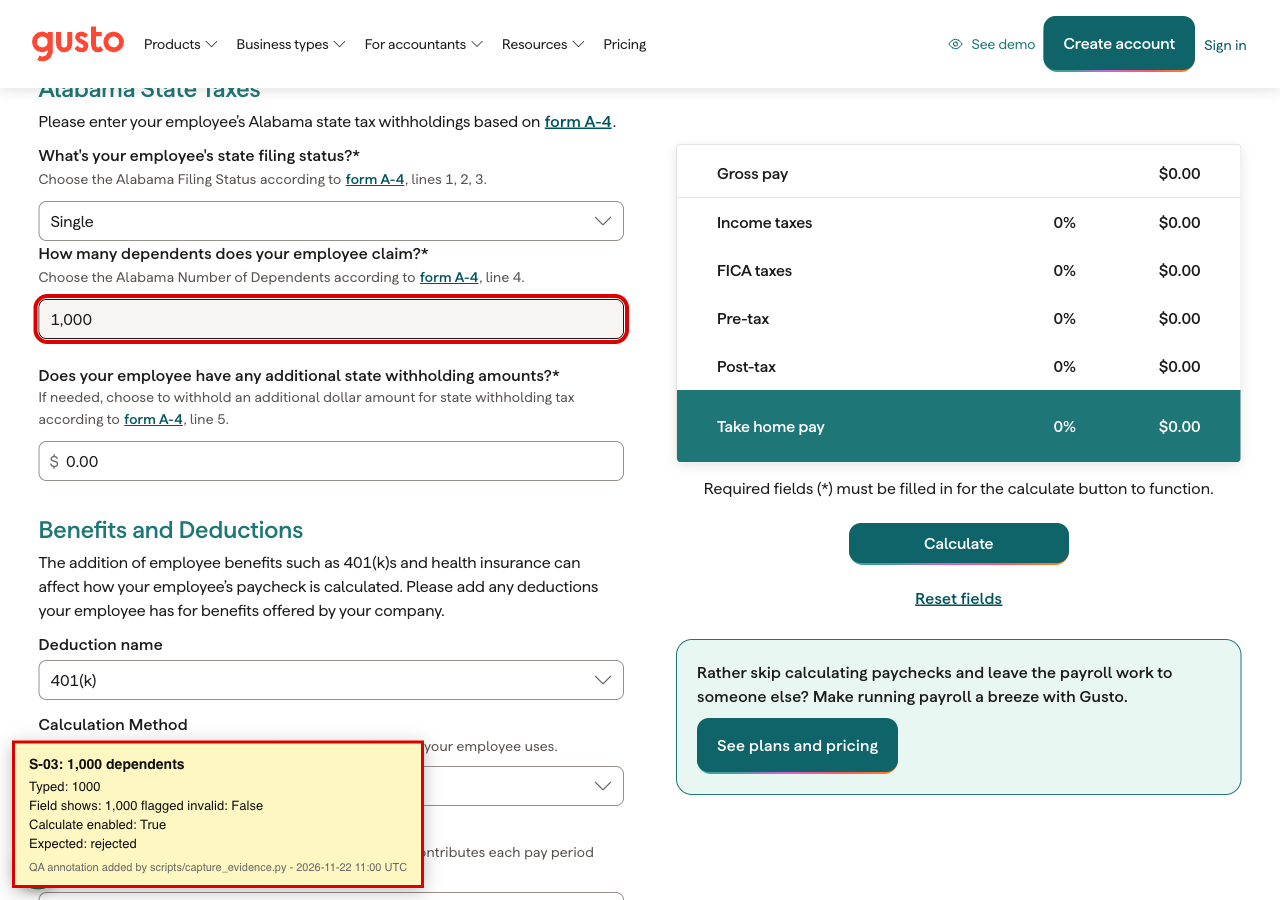 gusto
Products
Business types
For accountants
Resources
Pricing
See demo
Create account
Sign in
Alabama State Taxes
Please enter your employee's Alabama state tax withholdings based on form A-4.
What's your employee's state filing status?*
Choose the Alabama Filing Status according to form A-4, lines 1, 2, 3.
Single
How many dependents does your employee claim?*
Choose the Alabama Number of Dependents according to form A-4, line 4.
1,000
Does your employee have any additional state withholding amounts?*
If needed, choose to withhold an additional dollar amount for state withholding tax
according to form A-4, line 5.
$ 0.00
Benefits and Deductions
The addition of employee benefits such as 401(k)s and health insurance can
affect how your employee's paycheck is calculated. Please add any deductions
your employee has for benefits offered by your company.
Deduction name
401(k)
Calculation Method
your employee uses.
ontributes each pay period
S-03: 1,000 dependents
Typed: 1000
Field shows: 1,000 flagged invalid: False
Calculate enabled: True
Expected: rejected
QA annotation added by scripts/capture_evidence.py - 2026-11-22 11:00 UTC
Gross pay $0.00
Income taxes 0% $0.00
FICA taxes 0% $0.00
Pre-tax 0% $0.00
Post-tax 0% $0.00
Take home pay 0% $0.00
Required fields (*) must be filled in for the calculate button to function.
Calculate
Reset fields
Rather skip calculating paychecks and leave the payroll work to
someone else? Make running payroll a breeze with Gusto.
See plans and pricing